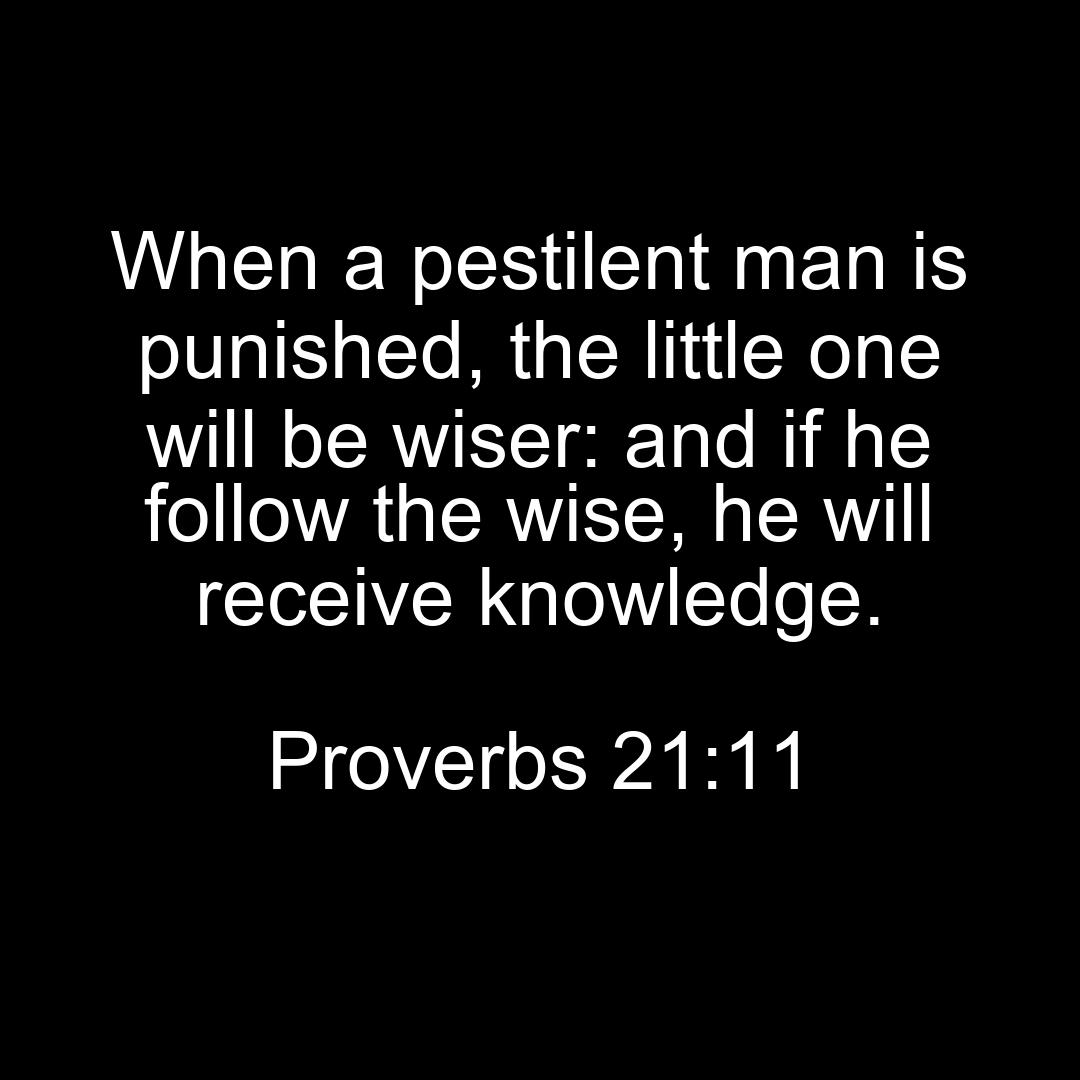 When a pestilent man is
punished, the little one
will be wiser: and if he
follow the wise, he will
receive knowledge.
Proverbs 21:11